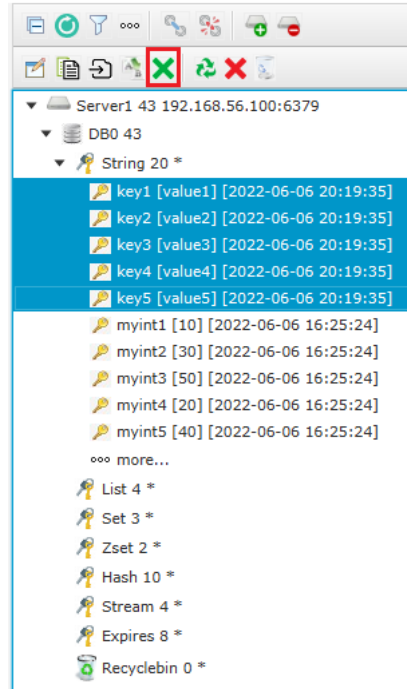 Server1 43 192.168.56.100:6379
DB0 43
String 20 *
key1 [value1] [2022-06-06 20:19:35]
key2 [value2] [2022-06-06 20:19:35]
key3 [value3] [2022-06-06 20:19:35]
key4 [value4] [2022-06-06 20:19:35]
key5 [value5] [2022-06-06 20:19:35]
myint1 [10] [2022-06-06 16:25:24]
myint2 [30] [2022-06-06 16:25:24]
myint3 [50] [2022-06-06 16:25:24]
myint4 [20] [2022-06-06 16:25:24]
myint5 [40] [2022-06-06 16:25:24]
more...
List 4 *
Set 3 *
Zset 2 *
Hash 10 *
Stream 4 *
Expires 8 *
Recyclebin 0 *